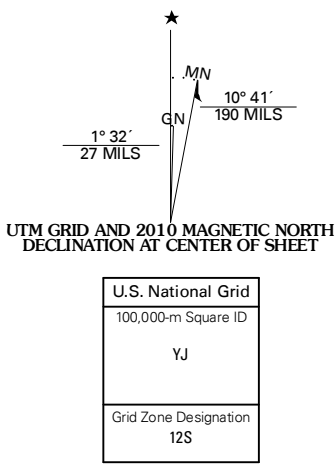 MN
GN
10° 41´
190 MILS
1° 32´
27 MILS
UTM GRID AND 2010 MAGNETIC NORTH
DECLINATION AT CENTER OF SHEET
U.S. National Grid
100,000-m Square ID
YJ
Grid Zone Designation
12S